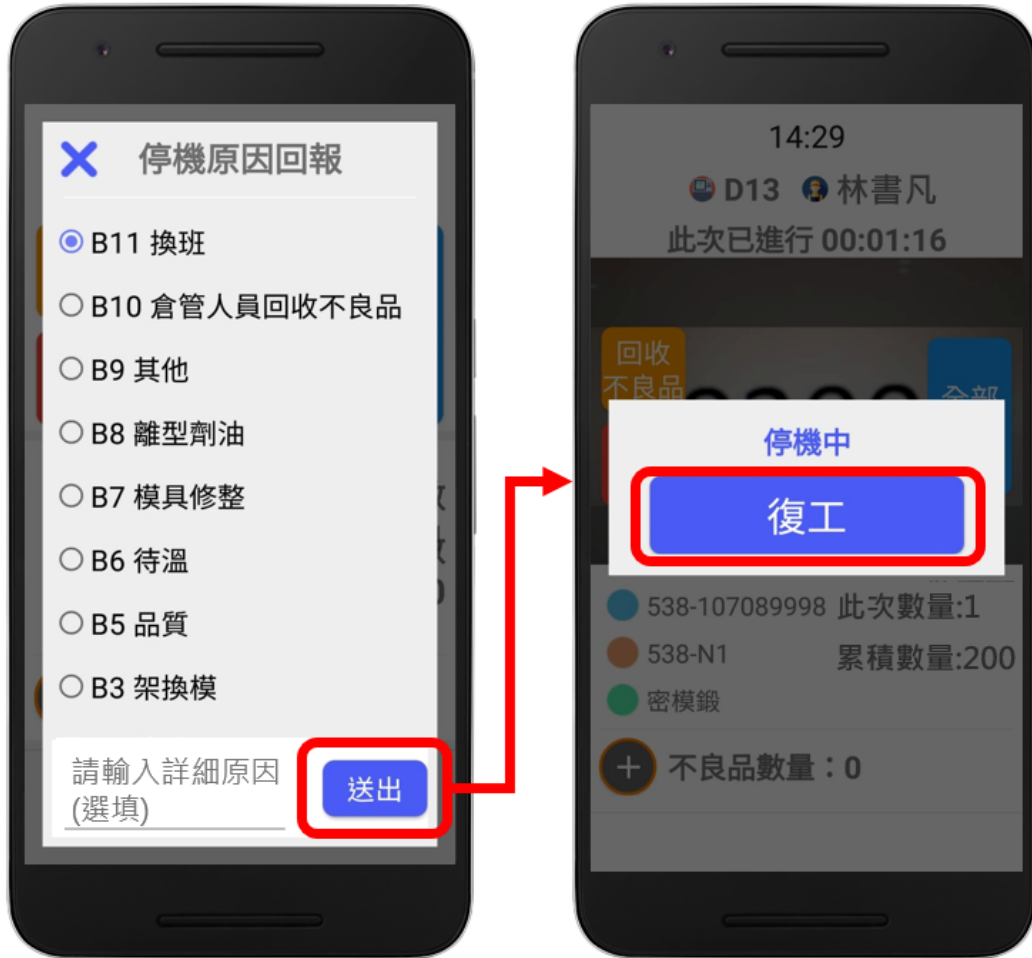 停機原因回報
B11 換班
B10 倉管人員回收不良品
B9 其他
B8 離型劑油
B7 模具修整
B6 待溫
B5 品質
B3 架換模
請輸入詳細原因
(選填)
送出
14:29
D13 林書凡
此次已進行 00:01:16
回收
不良品
全部
停機中
復工
538-107089998 此次數量:1
538-N1 累積數量:200
密模鍛
不良品數量：0